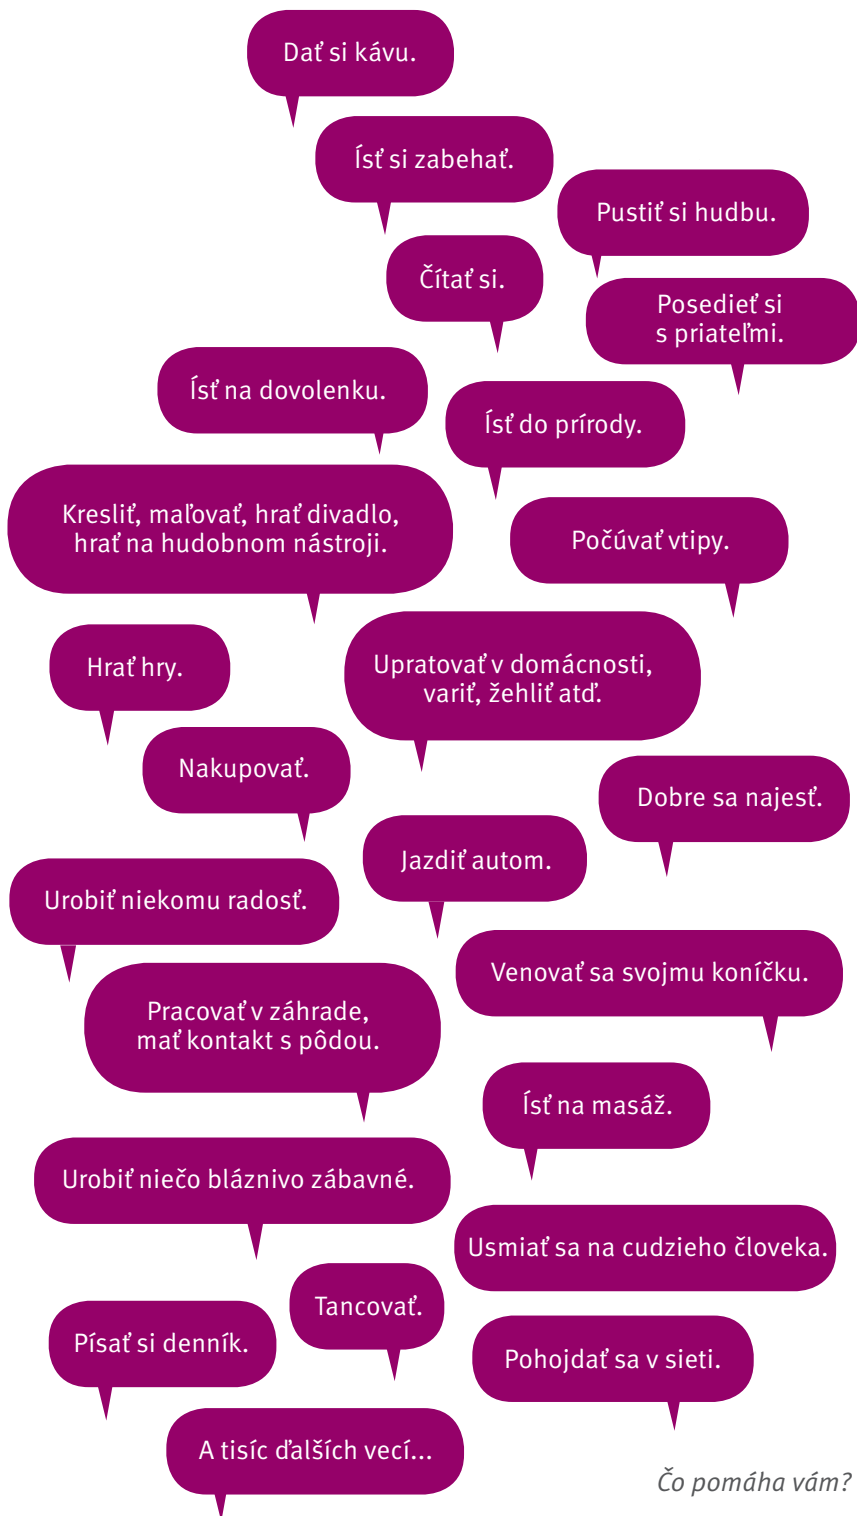 Dať si kávu.
Ísť si zabehať.
Pustiť si hudbu.
Čítať si.
Posedieť si
s priateľmi.
Ísť na dovolenku.
Ísť do prírody.
Kresliť, maľovať, hrať divadlo,
hrať na hudobnom nástroji.
Počúvať vtipy.
Hrať hry.
Upratovať v domácnosti,
variť, žehliť atď.
Nakupovať.
Dobre sa najesť.
Jazdiť autom.
Urobiť niekomu radosť.
Venovať sa svojmu koníčku.
Pracovať v záhrade,
mať kontakt s pôdou.
Ísť na masáž.
Urobiť niečo bláznivo zábavné.
Usmiať sa na cudzieho človeka.
Tancovať.
Písať si denník.
Pohojdať sa v sieti.
A tisíc ďalších vecí...
Čo pomáha vám?